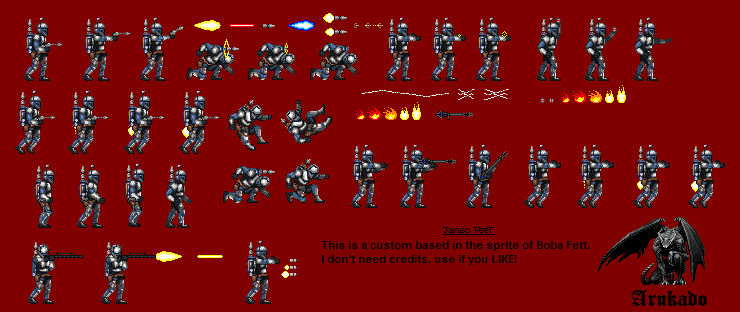 Jango Fett
This is a custom based in the sprite of Boba Fett.
I don't need credits, use if you LIKE!
Arukado